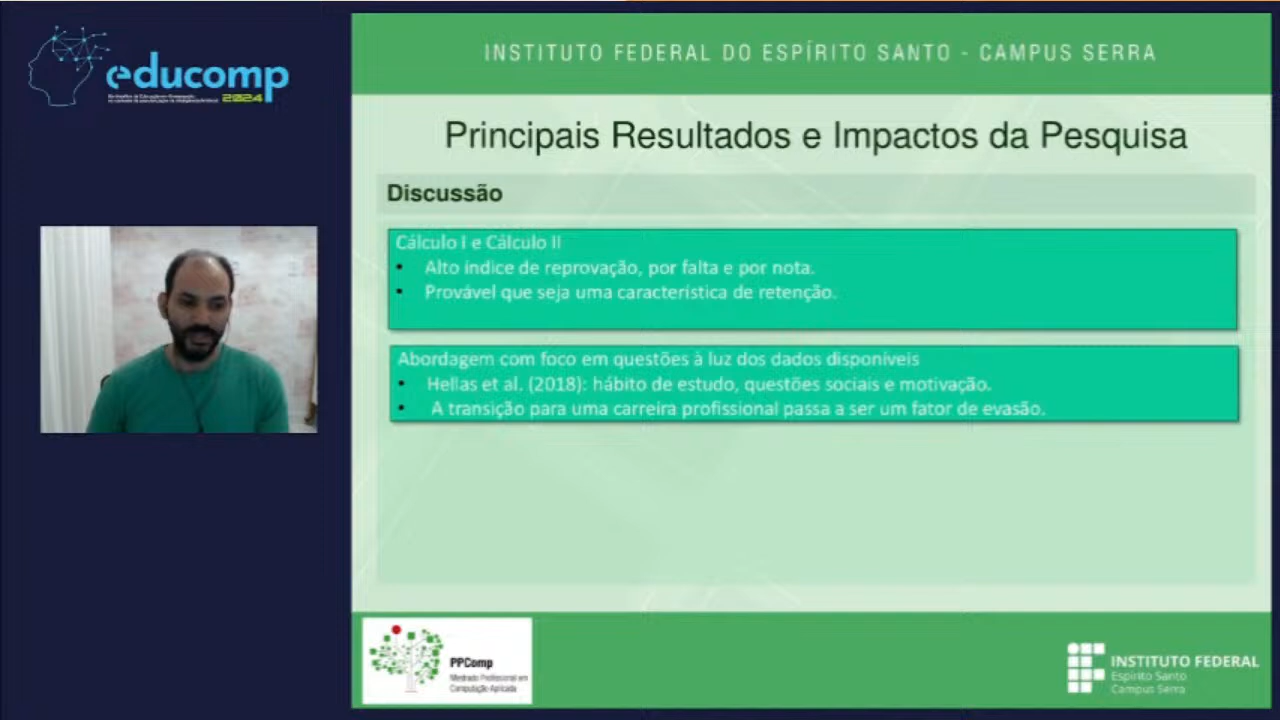 educomp
2024
INSTITUTO FEDERAL DO ESPÍRITO SANTO - CAMPUS SERRA
Principais Resultados e Impactos da Pesquisa
Discussão
Cálculo I e Cálculo II
• Alto índice de reprovação, por falta e por nota.
• Provável que seja uma característica de retenção.
Abordagem com foco em questões à luz dos dados disponíveis
• Hellas et al. (2018): hábito de estudo, questões sociais e motivação.
• A transição para uma carreira profissional passa a ser um fator de evasão.
PPComp
Mestrado Profissional em
Computação Aplicada
INSTITUTO FEDERAL
Espírito Santo
Campus Serra